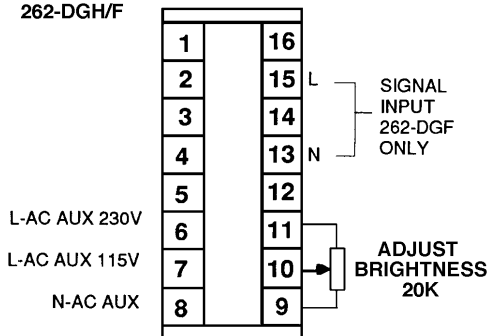 262-DGH/F
1 16
2 15 L
3 14
4 13 N
5 12
6 11
7 10
8 9
SIGNAL
INPUT
262-DGF
ONLY
L-AC AUX 230V
L-AC AUX 115V
N-AC AUX
ADJUST
BRIGHTNESS
20K